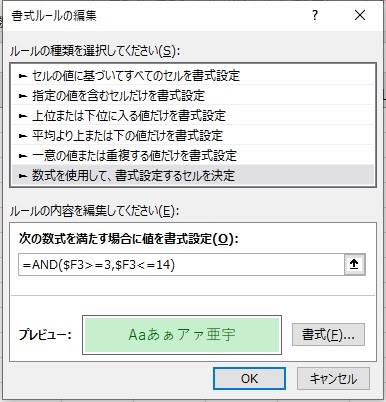 書式ルールの編集 ? ×
ルールの種類を選択してください(S):
► セルの値に基づいてすべてのセルを書式設定
► 指定の値を含むセルだけを書式設定
► 上位または下位に入る値だけを書式設定
► 平均より上または下の値だけを書式設定
► 一意の値または重複する値だけを書式設定
► 数式を使用して、書式設定するセルを決定
ルールの内容を編集してください(E):
次の数式を満たす場合に値を書式設定(O):
=AND($F3>=3,$F3<=14)
プレビュー: Aaあぁアァ亜宇 書式(F)...
OK キャンセル